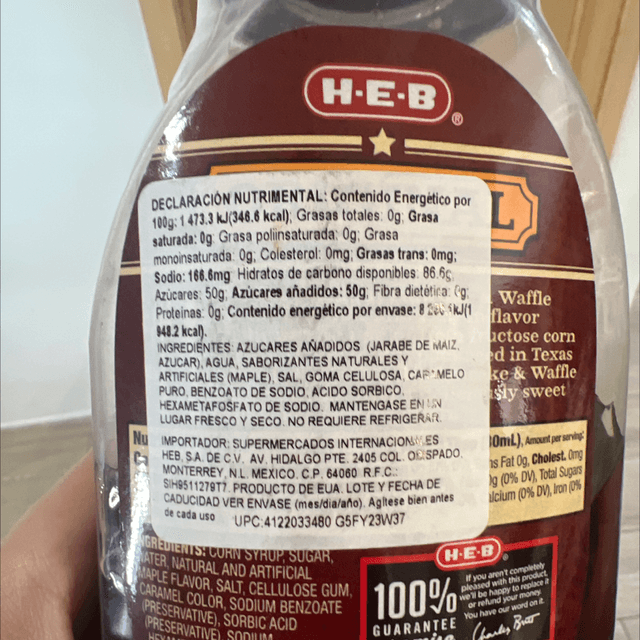 H-E-B®
L
DECLARACIÓN NUTRIMENTAL: Contenido Energético por
100g: 1 473.3 kJ(346.6 kcal); Grasas totales: 0g; Grasa
saturada: 0g; Grasa poliinsaturada: 0g; Grasa
monoinsaturada: 0g; Colesterol: 0mg; Grasas trans: 0mg;
Sodio: 166.6mg; Hidratos de carbono disponibles: 86.6g;
Azúcares: 50g; Azúcares añadidos: 50g; Fibra dietética: 0g;
Proteínas: 0g; Contenido energético por envase: 8
948.2 kcal).
INGREDIENTES: AZUCARES AÑADIDOS (JARABE DE MAIZ,
AZUCAR), AGUA, SABORIZANTES NATURALES Y
ARTIFICIALES (MAPLE), SAL, GOMA CELULOSA, CARAMELO
PURO, BENZOATO DE SODIO, ACIDO SORBICO,
HEXAMETAFOSFATO DE SODIO. MANTENGASE EN UN
LUGAR FRESCO Y SECO. NO REQUIERE REFRIGERAR.
IMPORTADOR: SUPERMERCADOS INTERNACIONALES
HEB, S.A. DE C.V. AV. HIDALGO PTE. 2405 COL. OBISPADO,
MONTERREY, N.L. MEXICO. C.P. 64060 R.F.C.:
SIH9511279T7. PRODUCTO DE EUA. LOTE Y FECHA DE
CADUCIDAD VER ENVASE (mes/día/año). Agítese bien antes
de cada uso UPC:4122033480 G5FY23W37
Waffle
flavor
uctose corn
ed in Texas
ke & Waffle
sly sweet
Nu
0mL), Amount per serving:
ns Fat 0g, Cholest. 0mg
0g (0% DV), Total Sugars
alcium (0% DV), Iron (0%
INGREDIENTS: CORN SYRUP, SUGAR,
WATER, NATURAL AND ARTIFICIAL
MAPLE FLAVOR, SALT, CELLULOSE GUM,
CARAMEL COLOR, SODIUM BENZOATE
(PRESERVATIVE), SORBIC ACID
(PRESERVATIVE), SODIUM
H-E-B
100%
GUARANTEE
If you aren't completely
pleased with this product,
we'll be happy to replace it
or refund your money.
You have our word on it.
Charles Butt